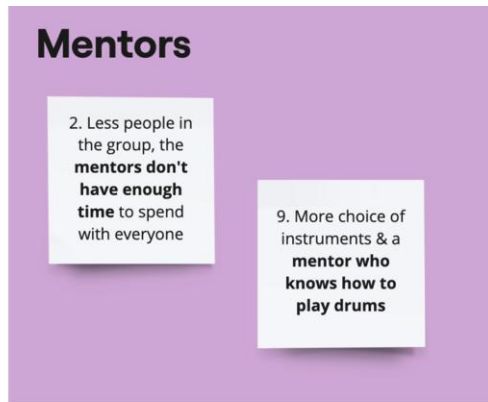 Mentors
2. Less people in
the group, the
mentors don't
have enough
time to spend
with everyone
9. More choice of
instruments & a
mentor who
knows how to
play drums